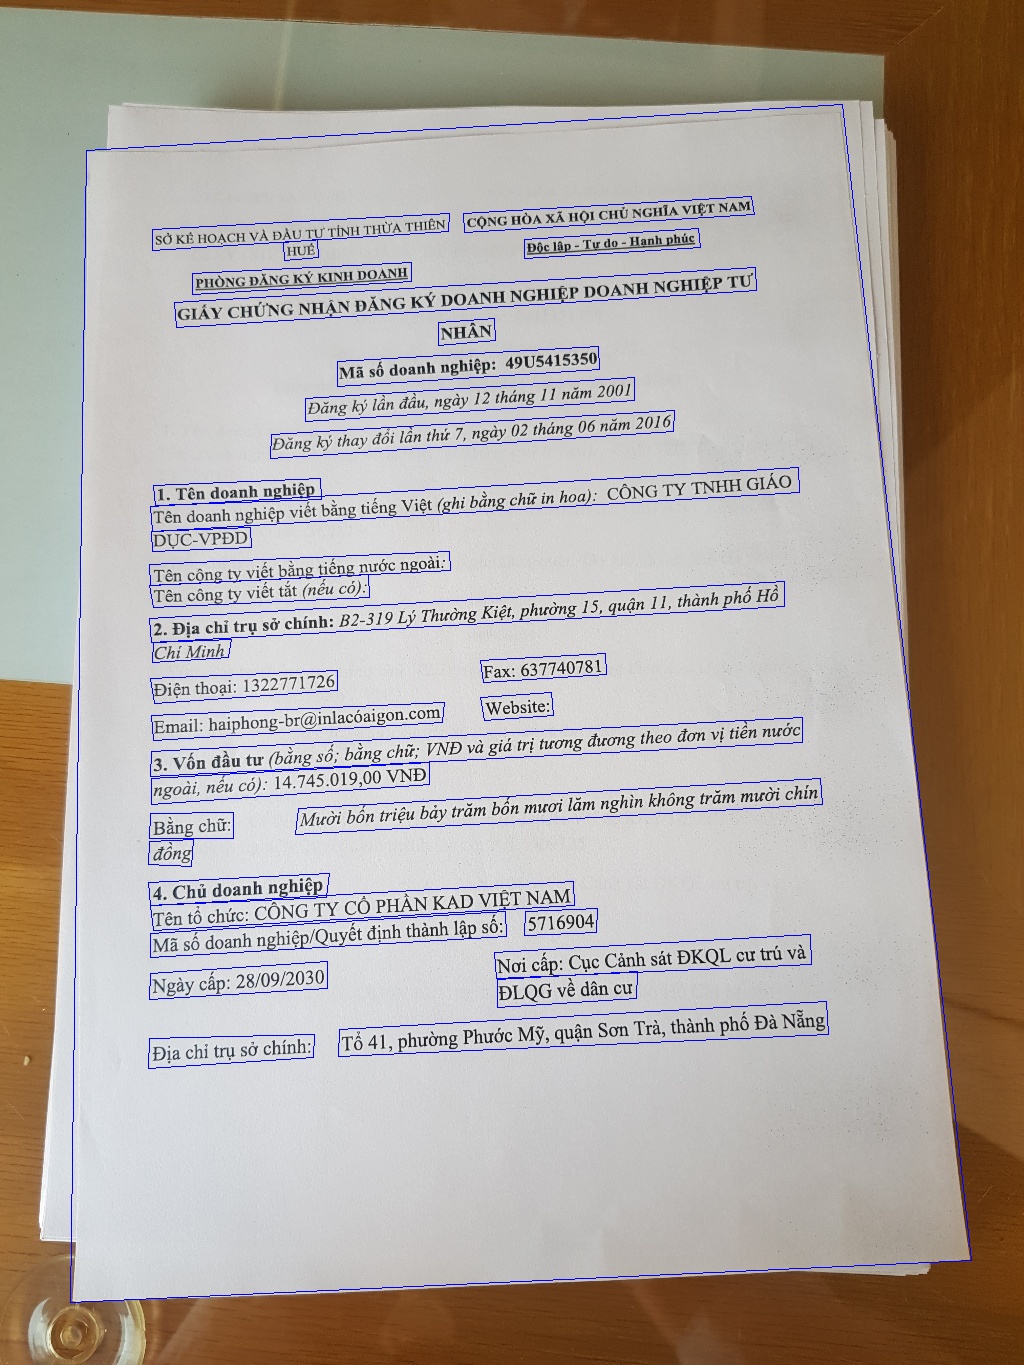 SỞ KẾ HOẠCH VÀ ĐẦU TƯ TỈNH THỪA THIÊN
HUẾ
CỘNG HÒA XÃ HỘI CHỦ NGHĨA VIỆT NAM
Độc lập - Tự do - Hạnh phúc
PHÒNG ĐĂNG KÝ KINH DOANH
GIẤY CHỨNG NHẬN ĐĂNG KÝ DOANH NGHIỆP DOANH NGHIỆP TƯ
NHÂN
Mã số doanh nghiệp: 49U5415350
Đăng ký lần đầu, ngày 12 tháng 11 năm 2001
Đăng ký thay đổi lần thứ 7, ngày 02 tháng 06 năm 2016
1. Tên doanh nghiệp
Tên doanh nghiệp viết bằng tiếng Việt (ghi bằng chữ in hoa): CÔNG TY TNHH GIÁO
DỤC-VPĐD
Tên công ty viết bằng tiếng nước ngoài:
Tên công ty viết tắt (nếu có):
2. Địa chỉ trụ sở chính: B2-319 Lý Thường Kiệt, phường 15, quận 11, thành phố Hồ
Chí Minh
Điện thoại: 1322771726 Fax: 637740781
Email: haiphong-br@inlacóaigon.com Website:
3. Vốn đầu tư (bằng số; bằng chữ; VNĐ và giá trị tương đương theo đơn vị tiền nước
ngoài, nếu có): 14.745.019,00 VNĐ
Bằng chữ: Mười bốn triệu bảy trăm bốn mươi lăm nghìn không trăm mười chín
đồng
4. Chủ doanh nghiệp
Tên tổ chức: CÔNG TY CỔ PHẦN KAD VIỆT NAM
Mã số doanh nghiệp/Quyết định thành lập số: 5716904
Ngày cấp: 28/09/2030 Nơi cấp: Cục Cảnh sát ĐKQL cư trú và
ĐLQG về dân cư
Địa chỉ trụ sở chính: Tổ 41, phường Phước Mỹ, quận Sơn Trà, thành phố Đà Nẵng